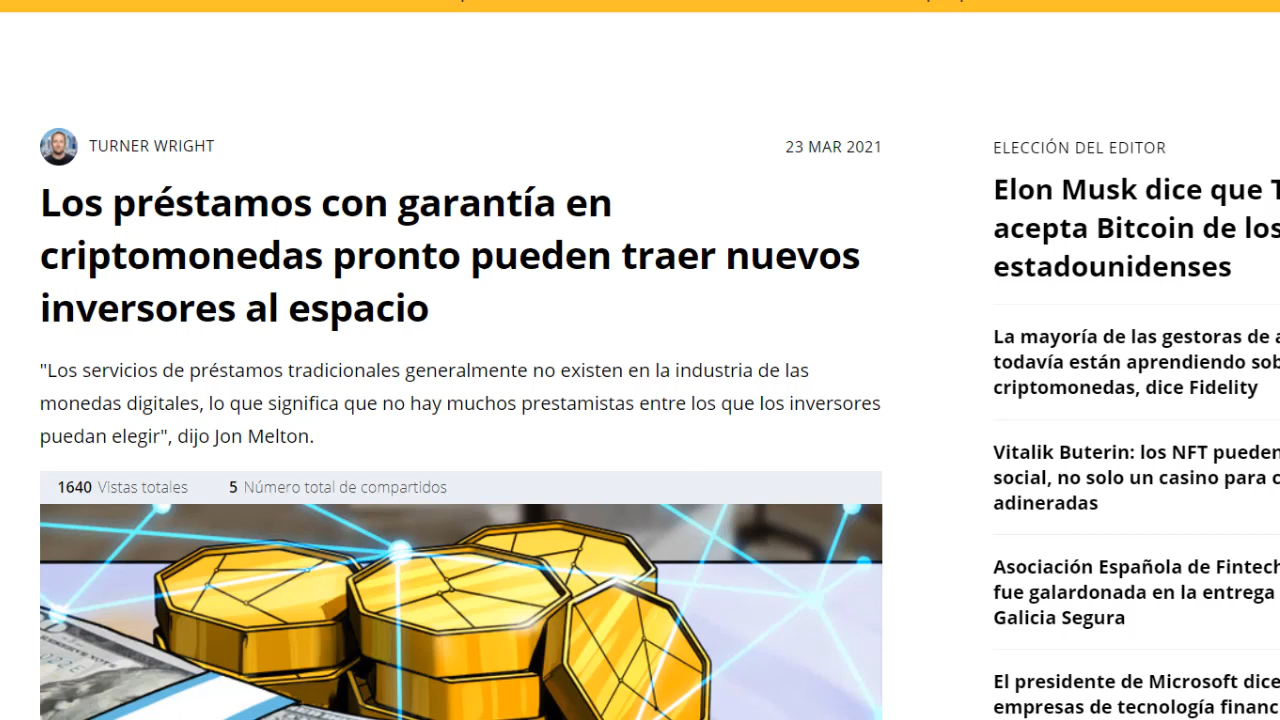 TURNER WRIGHT
23 MAR 2021
Los préstamos con garantía en
criptomonedas pronto pueden traer nuevos
inversores al espacio
"Los servicios de préstamos tradicionales generalmente no existen en la industria de las
monedas digitales, lo que significa que no hay muchos prestamistas entre los que los inversores
puedan elegir", dijo Jon Melton.
1640 Vistas totales
5 Número total de compartidos
ELECCIÓN DEL EDITOR
Elon Musk dice que
acepta Bitcoin de los
estadounidenses
La mayoría de las gestoras de
todavía están aprendiendo
criptomonedas, dice Fidelity
Vitalik Buterin: los NFT pueden
social, no solo un casino para
adineradas
Asociación Española de Fintech
fue galardonada en la entrega
Galicia Segura
El presidente de Microsoft dice
empresas de tecnología